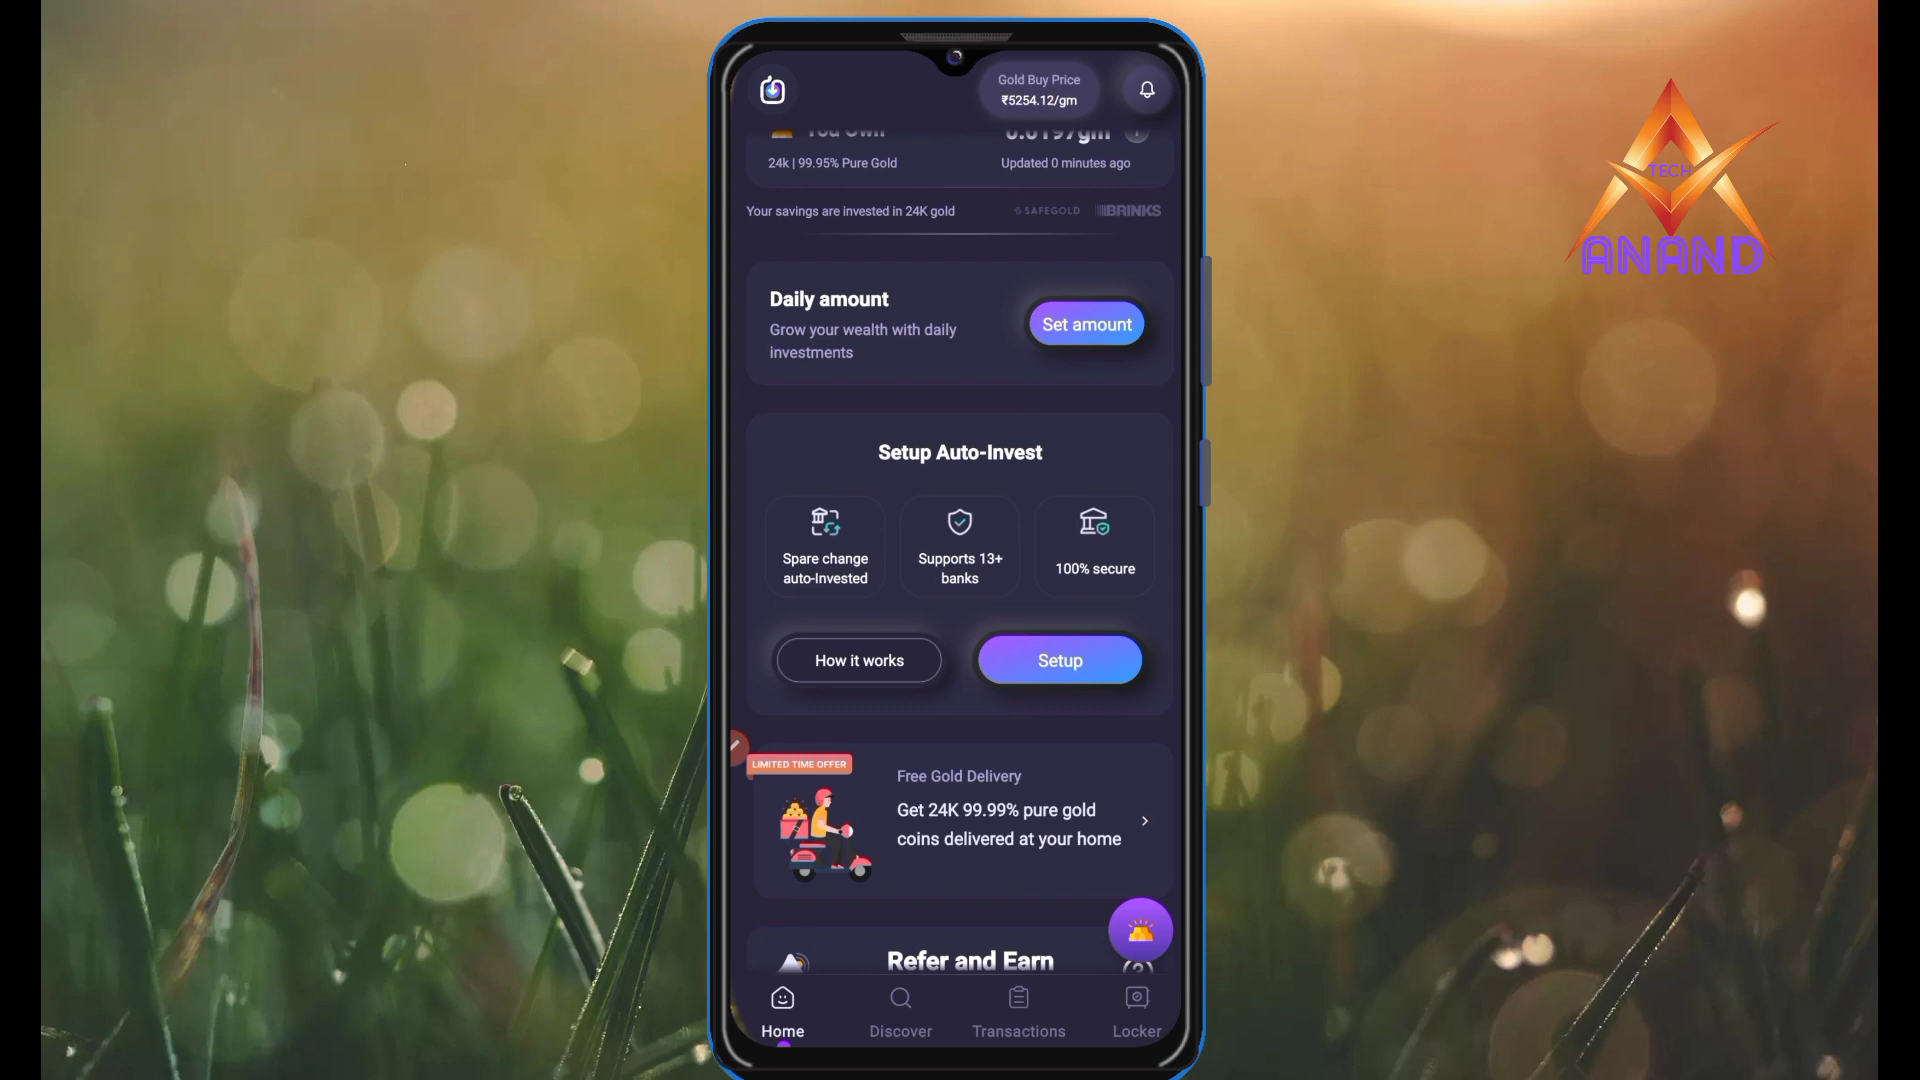 Gold Buy Price
₹5254.12/gm
You Own
0.0197gm
24k | 99.95% Pure Gold
Updated 0 minutes ago
Your savings are invested in 24K gold
SAFEGOLD
BRINKS
Daily amount
Grow your wealth with daily
investments
Set amount
Setup Auto-Invest
Spare change
auto-Invested
Supports 13+
banks
100% secure
How it works
Setup
LIMITED TIME OFFER
Free Gold Delivery
Get 24K 99.99% pure gold
coins delivered at your home
Refer and Earn
Home
Discover
Transactions
Locker
TECH
ANAND